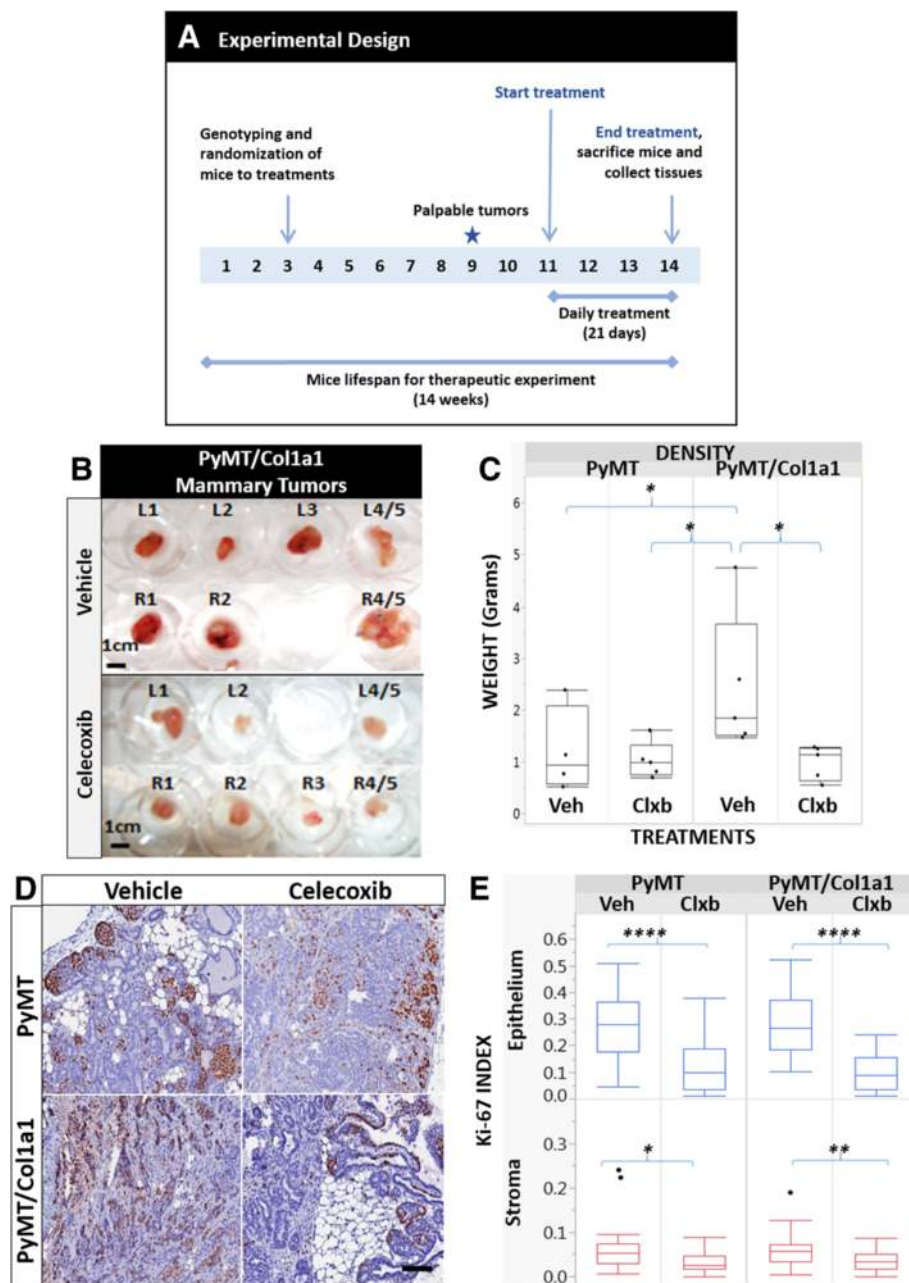 A Experimental Design
Start treatment
Genotyping and
randomization of
mice to treatments
End treatment,
sacrifice mice and
collect tissues
Palpable tumors
1 2 3 4 5 6 7 8 9 10 11 12 13 14
Daily treatment
(21 days)
Mice lifespan for therapeutic experiment
(14 weeks)
B
PyMT/Col1a1
Mammary Tumors
Vehicle
L1 L2 L3 L4/5
R1 R2 R4/5
1cm
Celecoxib
L1 L2 L4/5
R1 R2 R3 R4/5
1cm
C
DENSITY
PyMT PyMT/Col1a1
WEIGHT (Grams)
6
5
4
3
2
1
0
* * *
Veh Clxb Veh Clxb
TREATMENTS
D
Vehicle Celecoxib
PyMT
PyMT/Col1a1
E
PyMT PyMT/Col1a1
Veh Clxb Veh Clxb
Ki-67 INDEX
Epithelium
0.6
0.5
0.4
0.3
0.2
0.1
0.0
**** ****
Stroma
0.3
0.2
0.1
0.0
* **